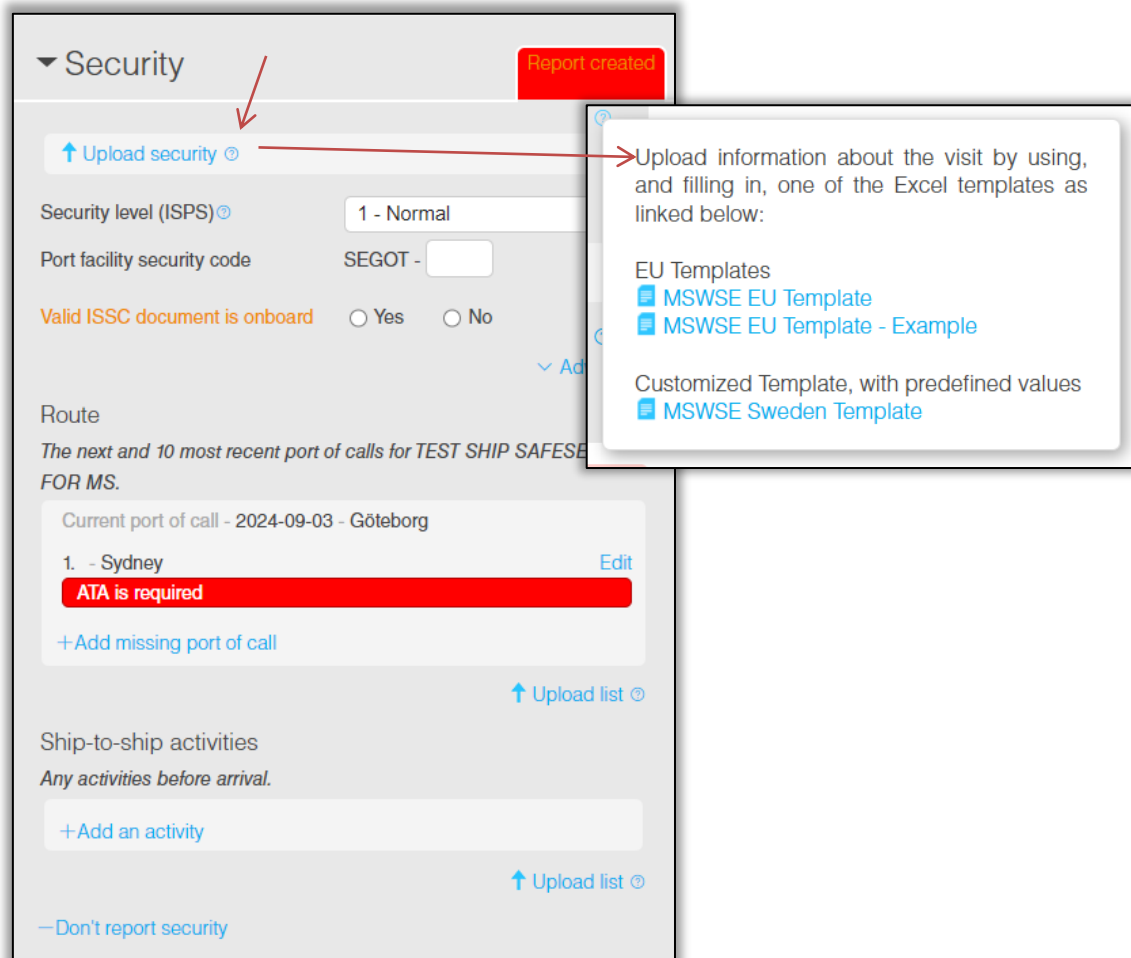 Security
Report created
Upload security
Security level (ISPS)
1 - Normal
Port facility security code
SEGOT -
Valid ISSC document is onboard
Yes
No
Route
The next and 10 most recent port of calls for TEST SHIP
FOR MS.
Current port of call - 2024-09-03 - Göteborg
1. - Sydney
Edit
ATA is required
+Add missing port of call
Upload list
Ship-to-ship activities
Any activities before arrival.
+Add an activity
Upload list
−Don't report security
Upload information about the visit by using,
and filling in, one of the Excel templates as
linked below:
EU Templates
MSWSE EU Template
MSWSE EU Template - Example
Customized Template, with predefined values
MSWSE Sweden Template